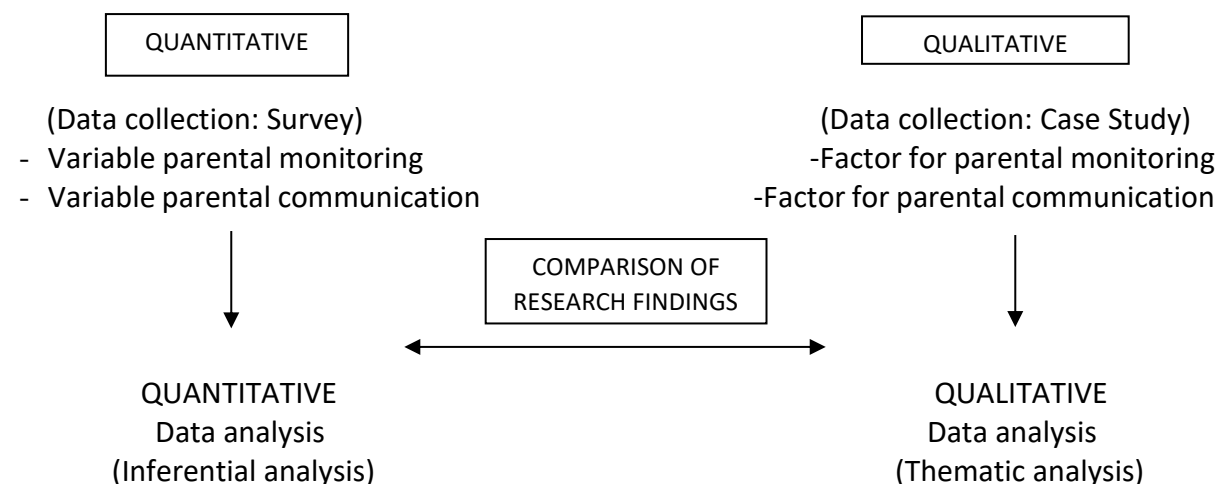 QUANTITATIVE
(Data collection: Survey)
- Variable parental monitoring
- Variable parental communication
QUALITATIVE
(Data collection: Case Study)
-Factor for parental monitoring
-Factor for parental communication
COMPARISON OF
RESEARCH FINDINGS
QUANTITATIVE
Data analysis
(Inferential analysis)
QUALITATIVE
Data analysis
(Thematic analysis)